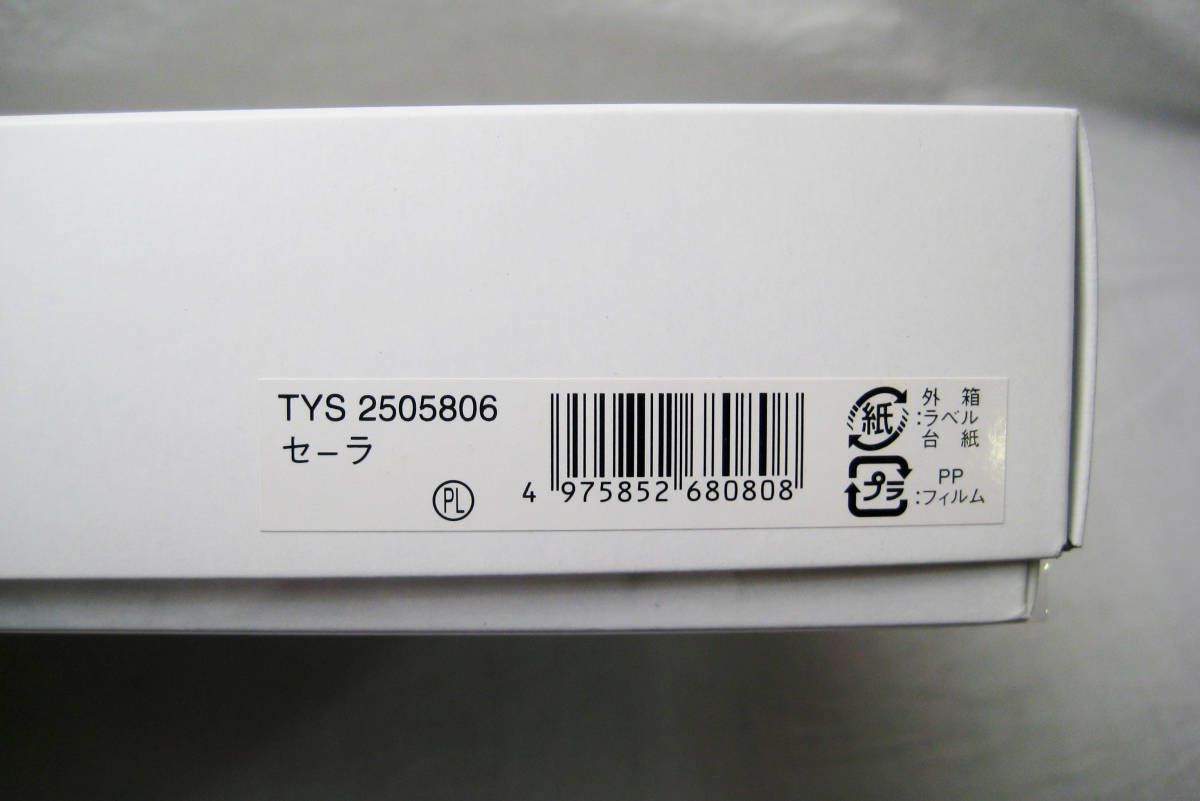 TYS 2505806
セーラ
PL
4 975852 680808
紙
外箱
:ラベル
台紙
プラ
PP
:フィルム